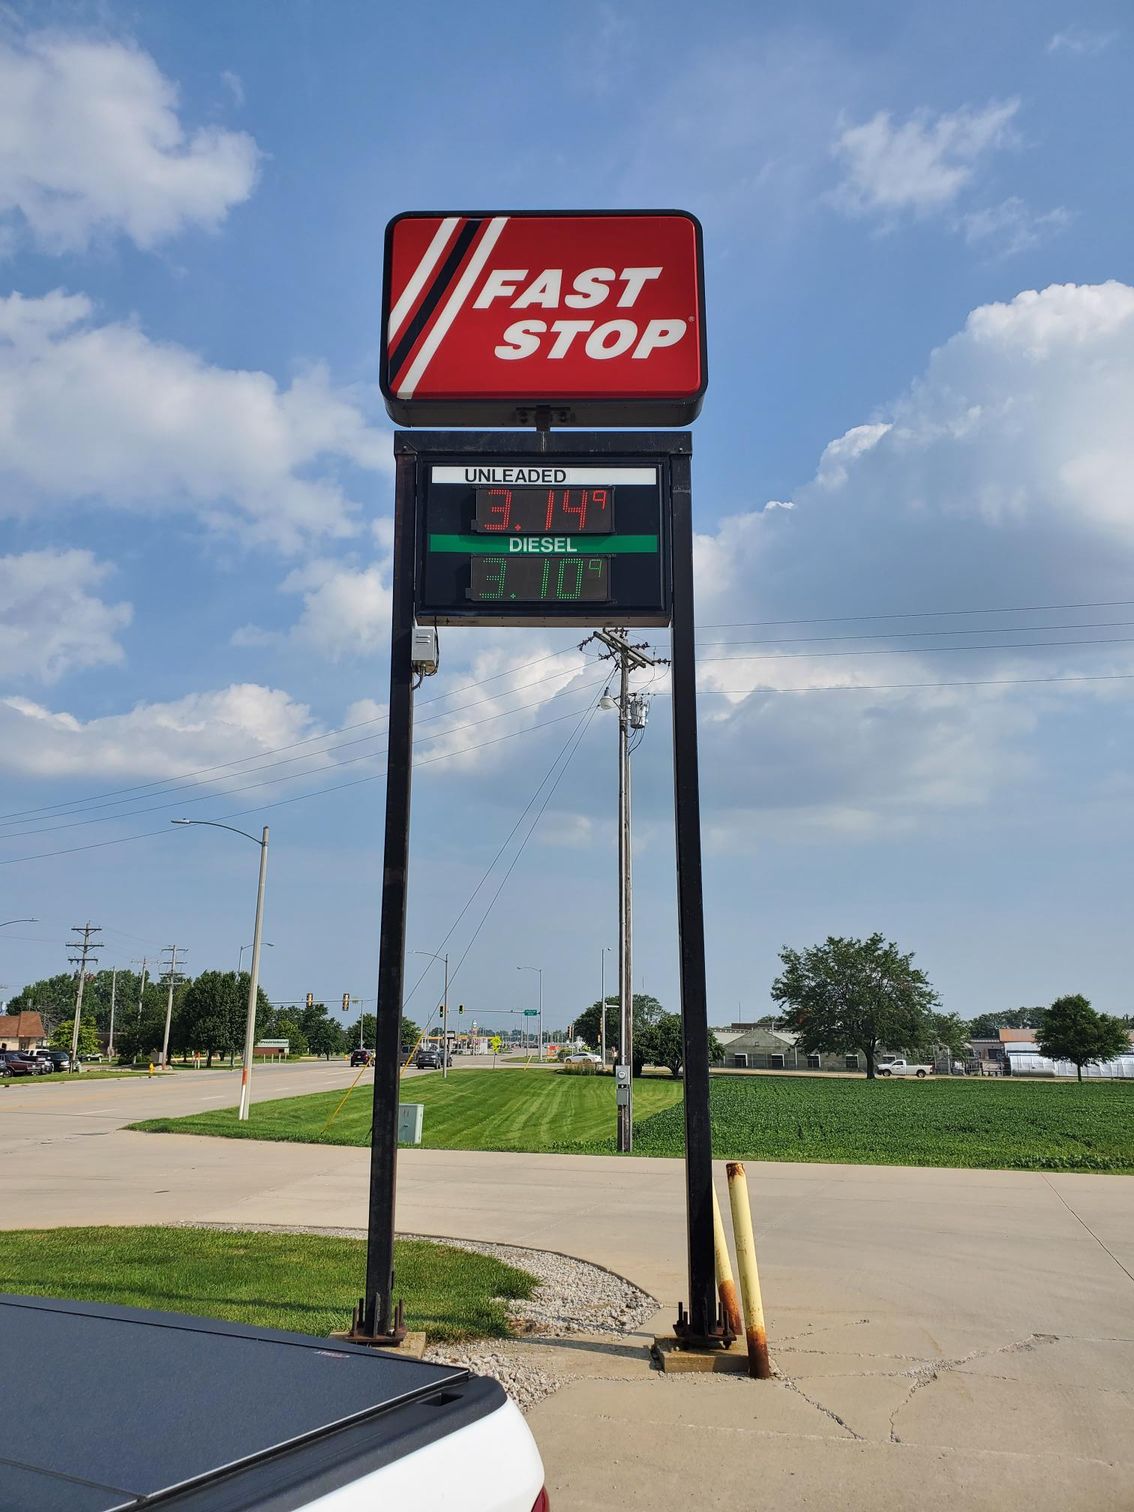 FAST
STOP®
UNLEADED
3.14⁹
DIESEL
3.10⁹